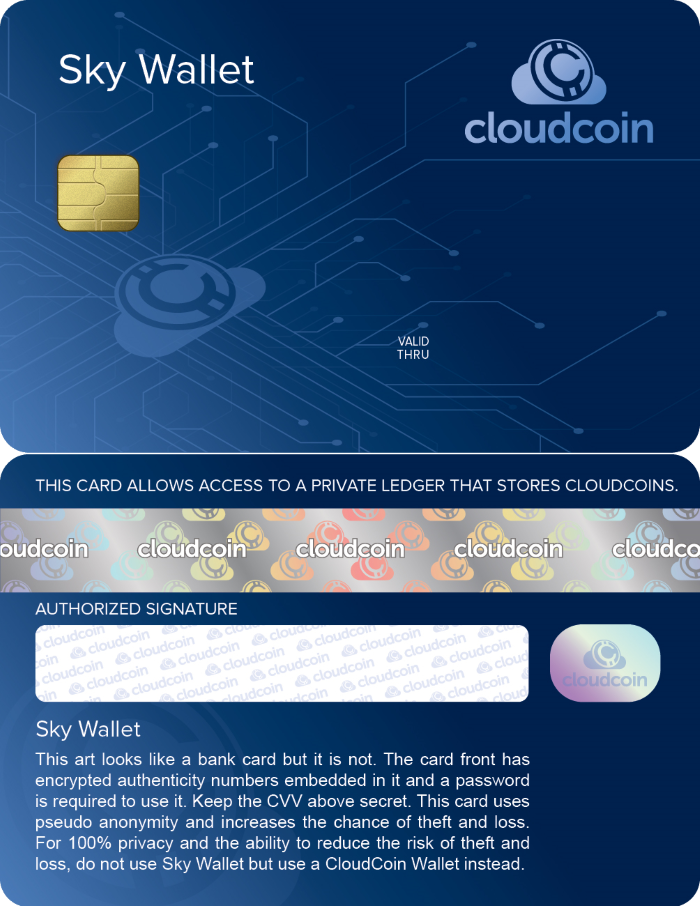 Sky Wallet
cloudcoin
VALID
THRU
THIS CARD ALLOWS ACCESS TO A PRIVATE LEDGER THAT STORES CLOUDCOINS.
oudcoin cloudcoin cloudcoin cloudcoin cloudco
AUTHORIZED SIGNATURE
cloudcoin
Sky Wallet
This art looks like a bank card but it is not. The card front has
encrypted authenticity numbers embedded in it and a password
is required to use it. Keep the CVV above secret. This card uses
pseudo anonymity and increases the chance of theft and loss.
For 100% privacy and the ability to reduce the risk of theft and
loss, do not use Sky Wallet but use a CloudCoin Wallet instead.